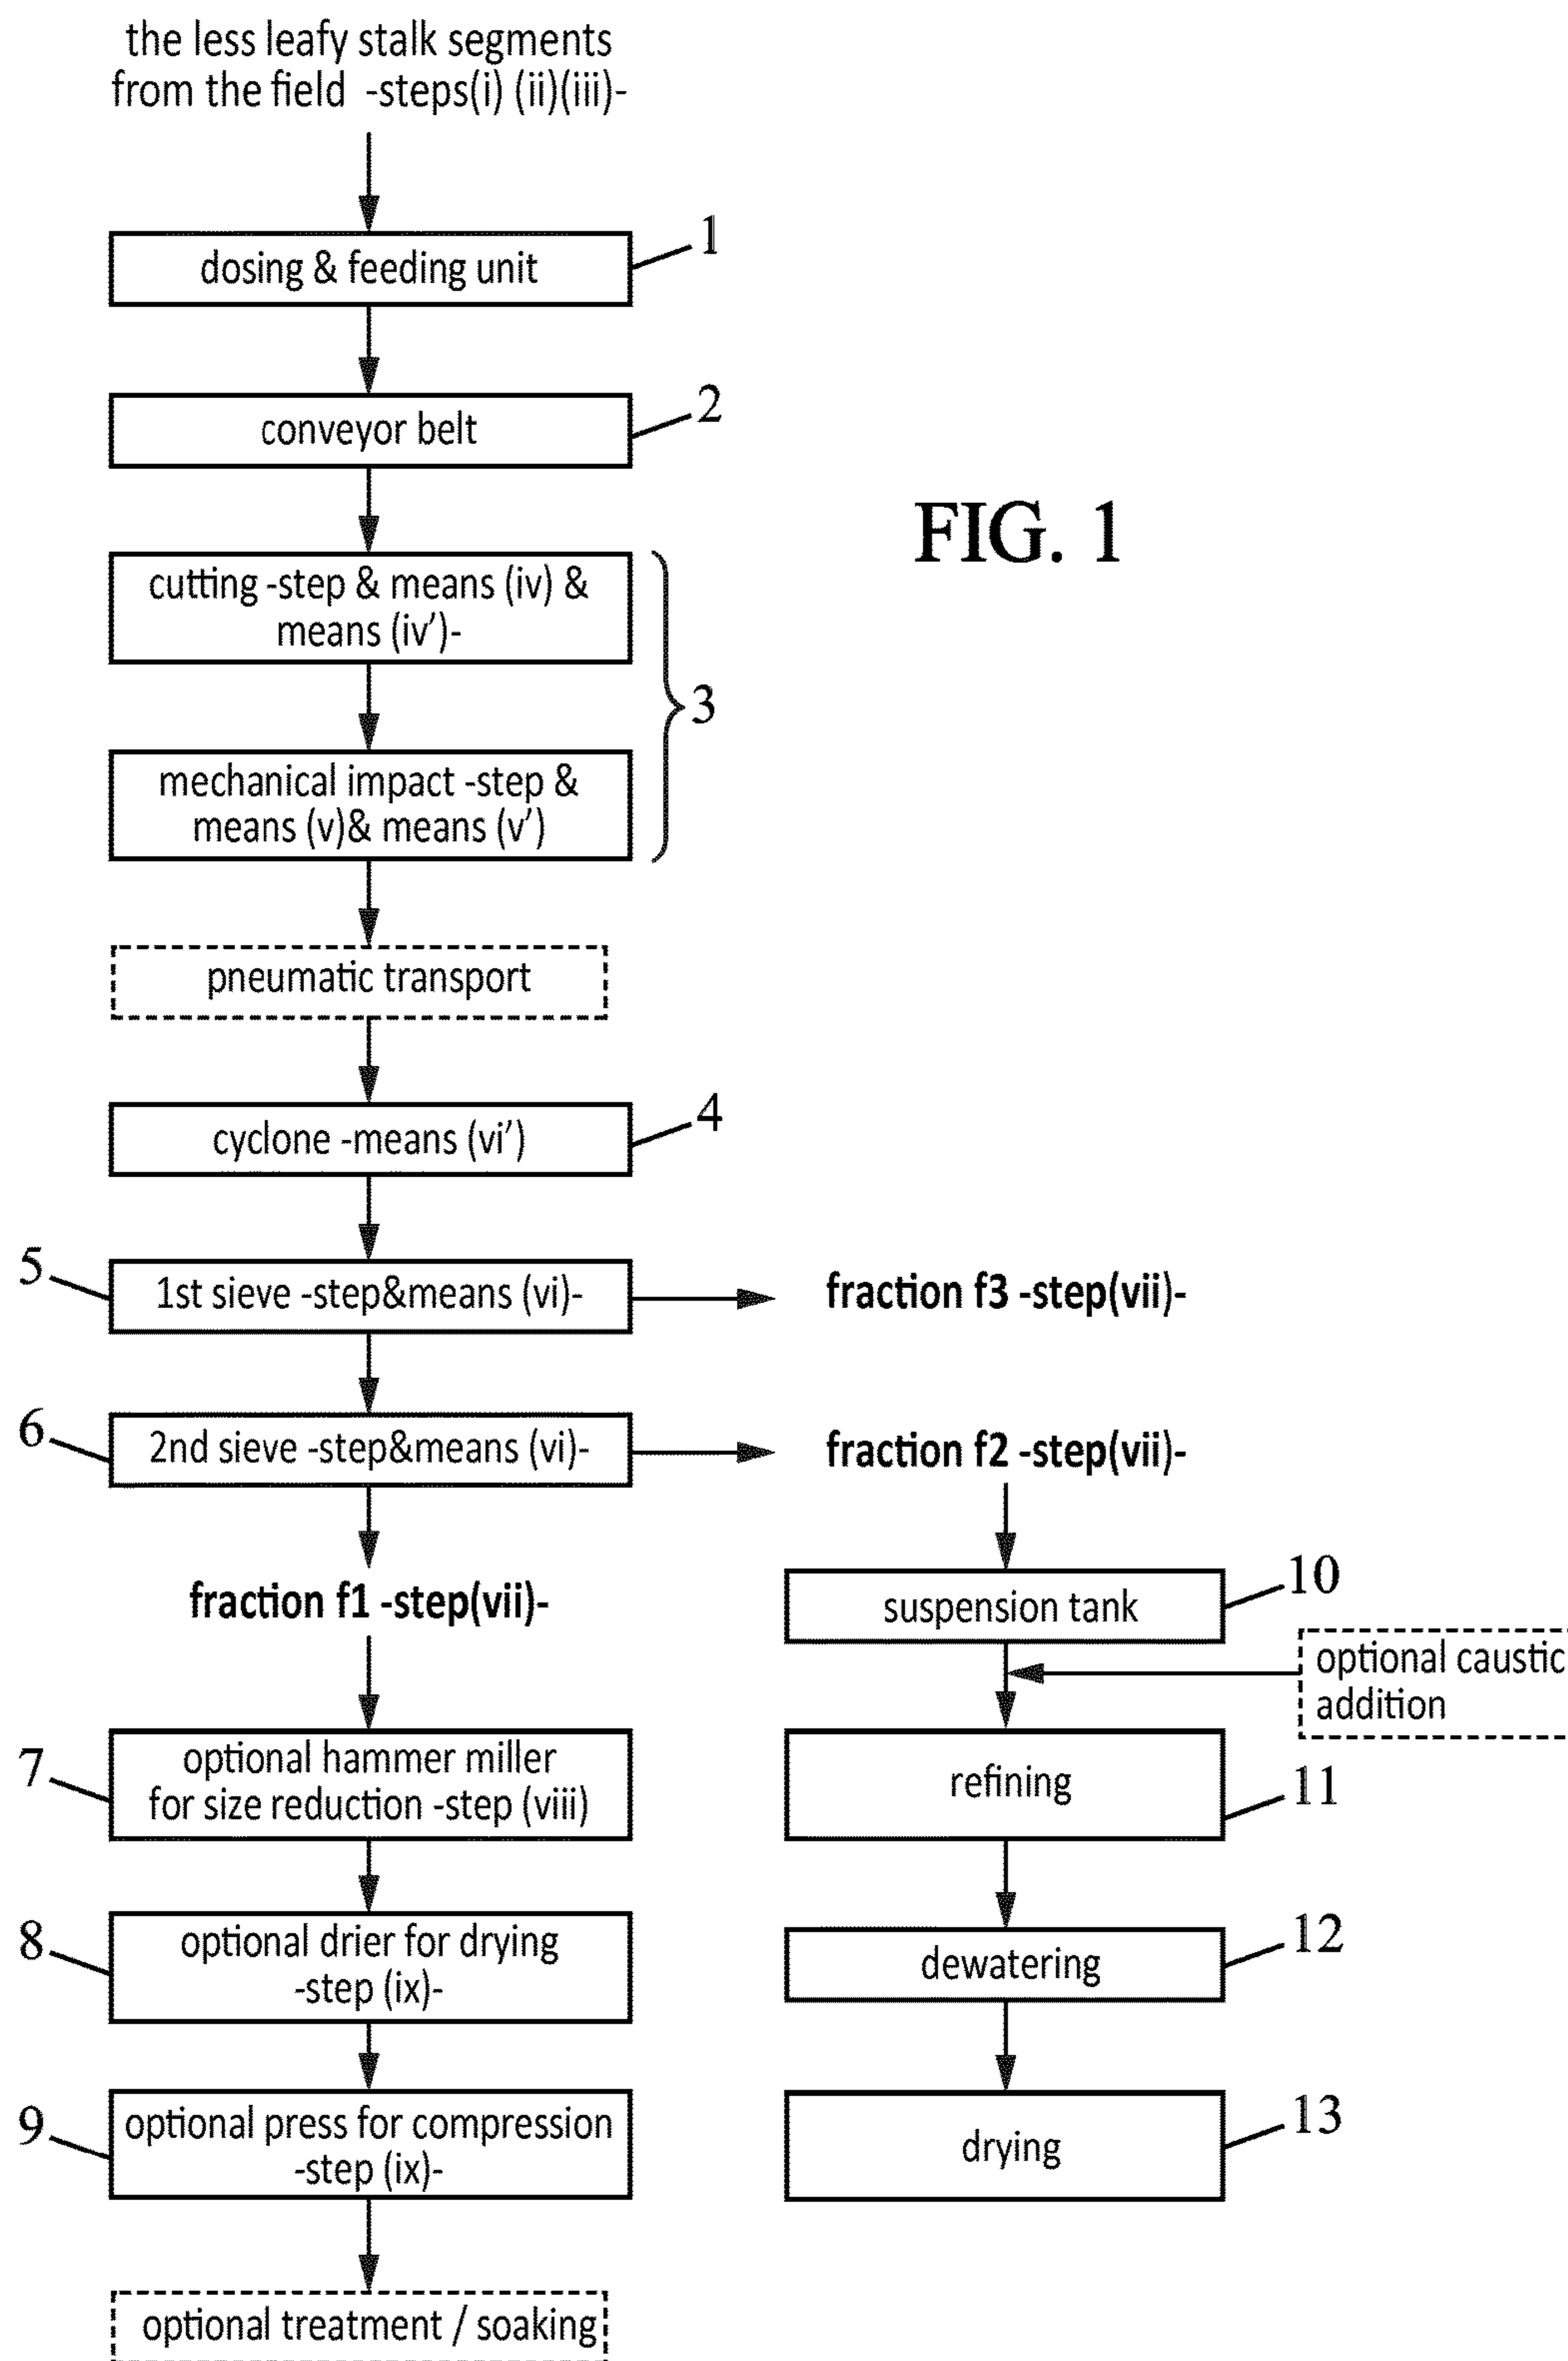 the less leafy stalk segments
from the field -steps(i) (ii)(iii)-
dosing & feeding unit
1
conveyor belt
2
FIG. 1
cutting -step & means (iv) &
means (iv')-
3
mechanical impact -step &
means (v)& means (v')
pneumatic transport
cyclone -means (vi')
4
5
1st sieve -step&means (vi)-
fraction f3 -step(vii)-
6
2nd sieve -step&means (vi)-
fraction f2 -step(vii)-
fraction f1 -step(vii)-
suspension tank
10
optional caustic
addition
7
optional hammer miller
for size reduction -step (viii)
refining
11
8
optional drier for drying
-step (ix)-
dewatering
12
9
optional press for compression
-step (ix)-
drying
13
optional treatment / soaking